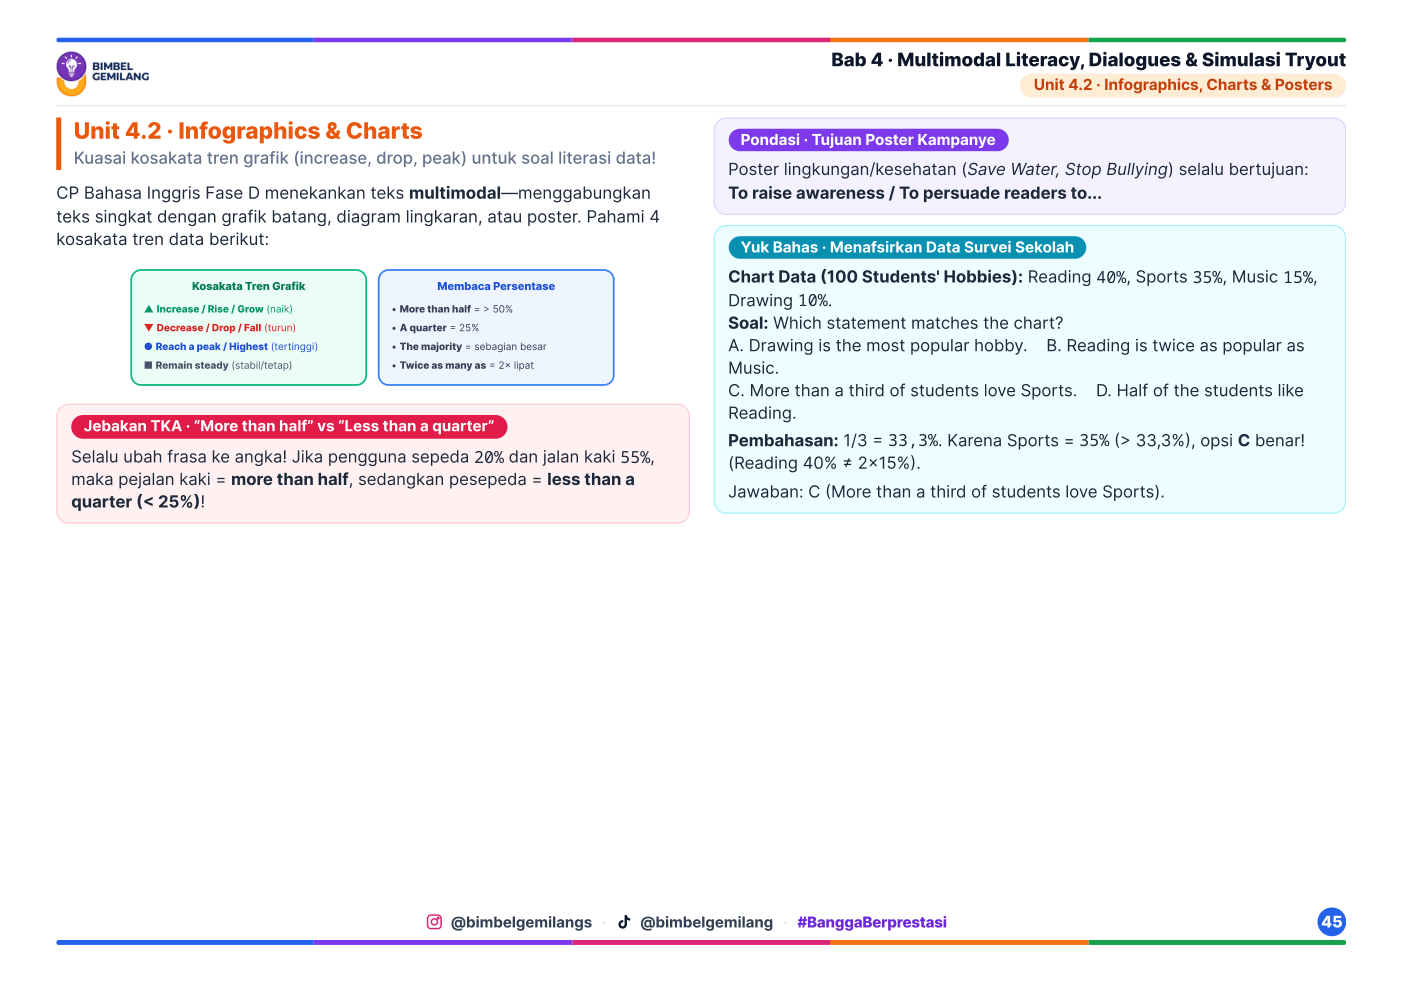 BIMBEL
GEMILANG
Bab 4 · Multimodal Literacy, Dialogues & Simulasi Tryout
Unit 4.2 · Infographics, Charts & Posters
Unit 4.2 · Infographics & Charts
Kuasai kosakata tren grafik (increase, drop, peak) untuk soal literasi data!
CP Bahasa Inggris Fase D menekankan teks multimodal—menggabungkan
teks singkat dengan grafik batang, diagram lingkaran, atau poster. Pahami 4
kosakata tren data berikut:
Kosakata Tren Grafik
▲ Increase / Rise / Grow (naik)
▼ Decrease / Drop / Fall (turun)
● Reach a peak / Highest (tertinggi)
■ Remain steady (stabil/tetap)
Membaca Persentase
• More than half = > 50%
• A quarter = 25%
• The majority = sebagian besar
• Twice as many as = 2× lipat
Jebakan TKA · “More than half” vs “Less than a quarter”
Selalu ubah frasa ke angka! Jika pengguna sepeda 20% dan jalan kaki 55%,
maka pejalan kaki = more than half, sedangkan pesepeda = less than a
quarter (< 25%)!
Pondasi · Tujuan Poster Kampanye
Poster lingkungan/kesehatan (Save Water, Stop Bullying) selalu bertujuan:
To raise awareness / To persuade readers to...
Yuk Bahas · Menafsirkan Data Survei Sekolah
Chart Data (100 Students' Hobbies): Reading 40%, Sports 35%, Music 15%,
Drawing 10%.
Soal: Which statement matches the chart?
A. Drawing is the most popular hobby. B. Reading is twice as popular as
Music.
C. More than a third of students love Sports. D. Half of the students like
Reading.
Pembahasan: 1/3 = 33,3%. Karena Sports = 35% (> 33,3%), opsi C benar!
(Reading 40% ≠ 2×15%).
Jawaban: C (More than a third of students love Sports).
@bimbelgemilangs · @bimbelgemilang · #BanggaBerprestasi
45